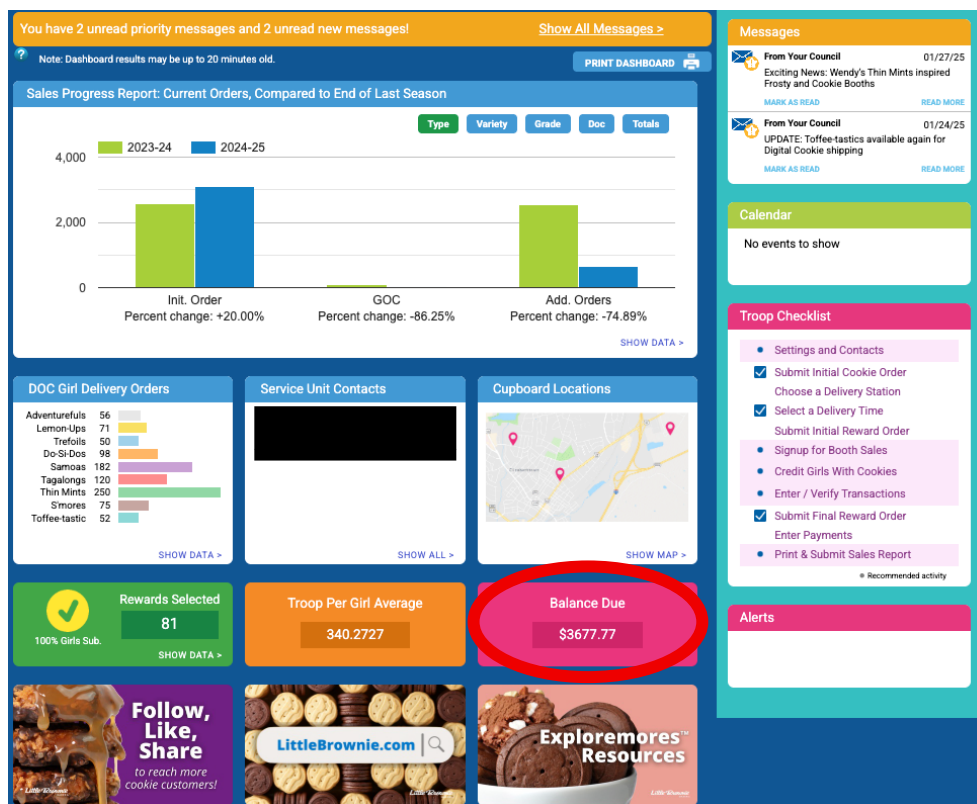 You have 2 unread priority messages and 2 unread new messages!
Show All Messages >
Note: Dashboard results may be up to 20 minutes old.
PRINT DASHBOARD
Sales Progress Report: Current Orders, Compared to End of Last Season
Type Variety Grade Doc Totals
2023-24 2024-25
4,000
2,000
0
Init. Order
Percent change: +20.00%
GOC
Percent change: -86.25%
Add. Orders
Percent change: -74.89%
SHOW DATA >
DOC Girl Delivery Orders
Adventurefuls 56
Lemon-Ups 71
Trefoils 50
Do-Si-Dos 98
Samoas 182
Tagalongs 120
Thin Mints 250
S'mores 75
Toffee-tastic 52
SHOW DATA >
Service Unit Contacts
SHOW ALL >
Cupboard Locations
SHOW MAP >
Rewards Selected
81
100% Girls Sub.
SHOW DATA >
Troop Per Girl Average
340.2727
Balance Due
$3677.77
Follow,
Like,
Share
to reach more
cookie customers!
Little Brownie
LittleBrownie.com
Little Brownie
Exploremores™
Resources
Little Brownie
Messages
From Your Council 01/27/25
Exciting News: Wendy's Thin Mints inspired
Frosty and Cookie Booths
MARK AS READ READ MORE
From Your Council 01/24/25
UPDATE: Toffee-tastics available again for
Digital Cookie shipping
MARK AS READ READ MORE
Calendar
No events to show
Troop Checklist
Settings and Contacts
Submit Initial Cookie Order
Choose a Delivery Station
Select a Delivery Time
Submit Initial Reward Order
Signup for Booth Sales
Credit Girls With Cookies
Enter / Verify Transactions
Submit Final Reward Order
Enter Payments
Print & Submit Sales Report
Recommended activity
Alerts